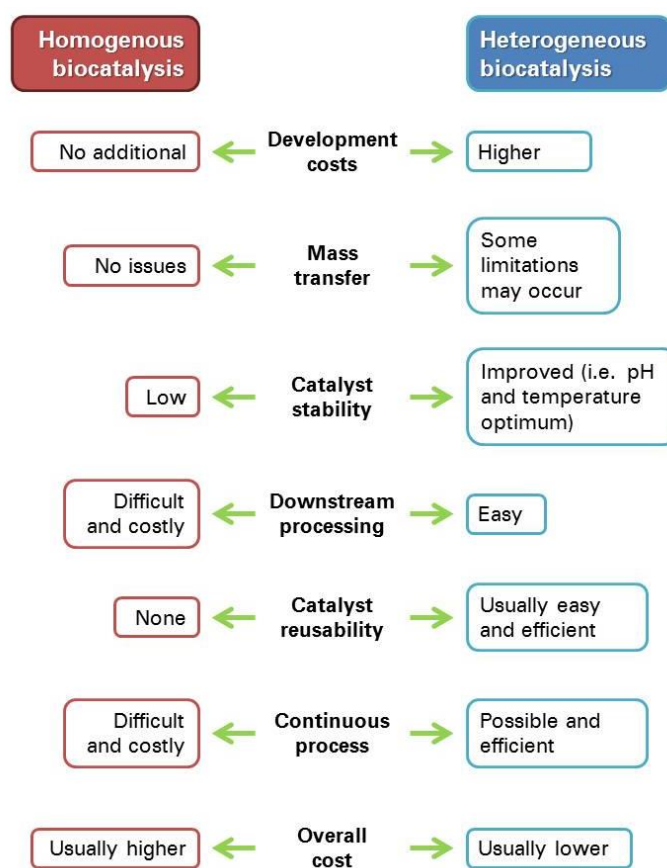 Homogenous
biocatalysis
Heterogeneous
biocatalysis
No additional
Development
costs
Higher
No issues
Mass
transfer
Some
limitations
may occur
Low
Catalyst
stability
Improved (i.e. pH
and temperature
optimum)
Difficult
and costly
Downstream
processing
Easy
None
Catalyst
reusability
Usually easy
and efficient
Difficult
and costly
Continuous
process
Possible and
efficient
Usually higher
Overall
cost
Usually lower